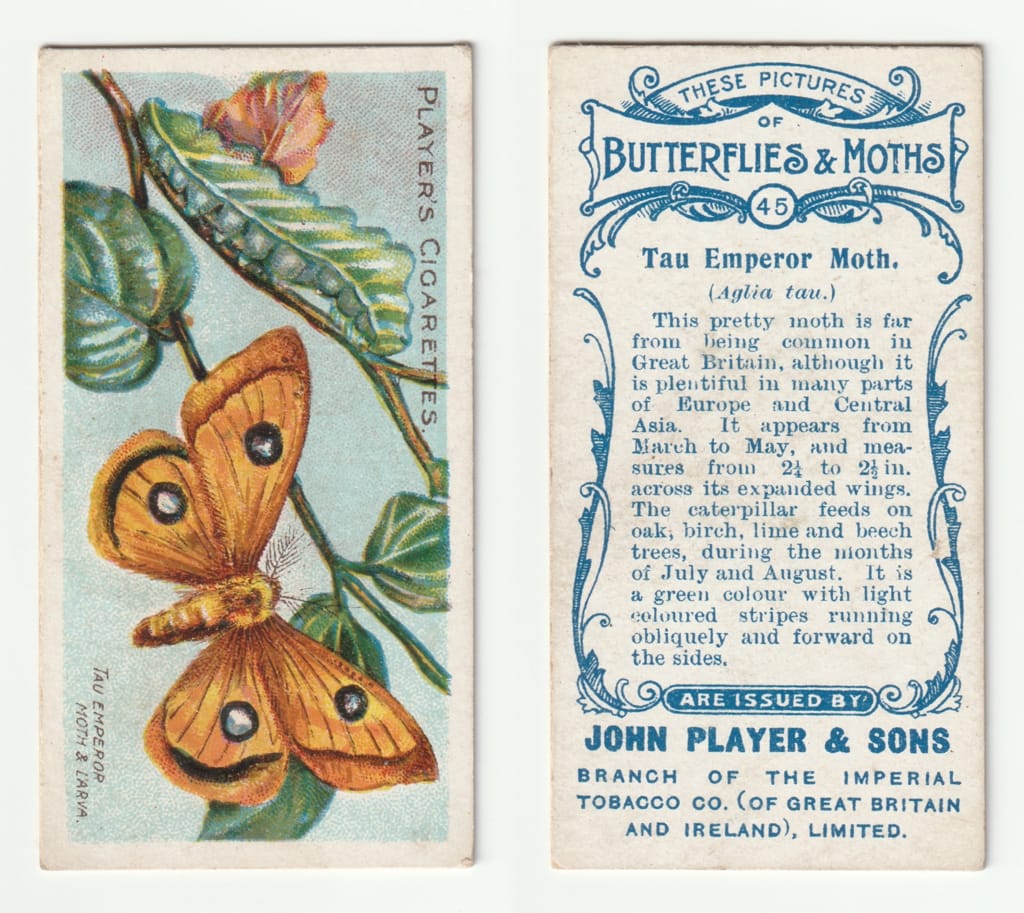 PLAYER'S CIGARETTES
TAU EMPEROR
MOTH & LARVA.
THESE PICTURES
OF
BUTTERFLIES & MOTHS
45
Tau Emperor Moth.
(Aglia tau.)
This pretty moth is far
from being common in
Great Britain, although it
is plentiful in many parts
of Europe and Central
Asia. It appears from
March to May, and mea-
sures from 2¼ to 2½ in.
across its expanded wings.
The caterpillar feeds on
oak, birch, lime and beech
trees, during the months
of July and August. It is
a green colour with light
coloured stripes running
obliquely and forward on
the sides.
ARE ISSUED BY
JOHN PLAYER & SONS
BRANCH OF THE IMPERIAL
TOBACCO CO. (OF GREAT BRITAIN
AND IRELAND), LIMITED.